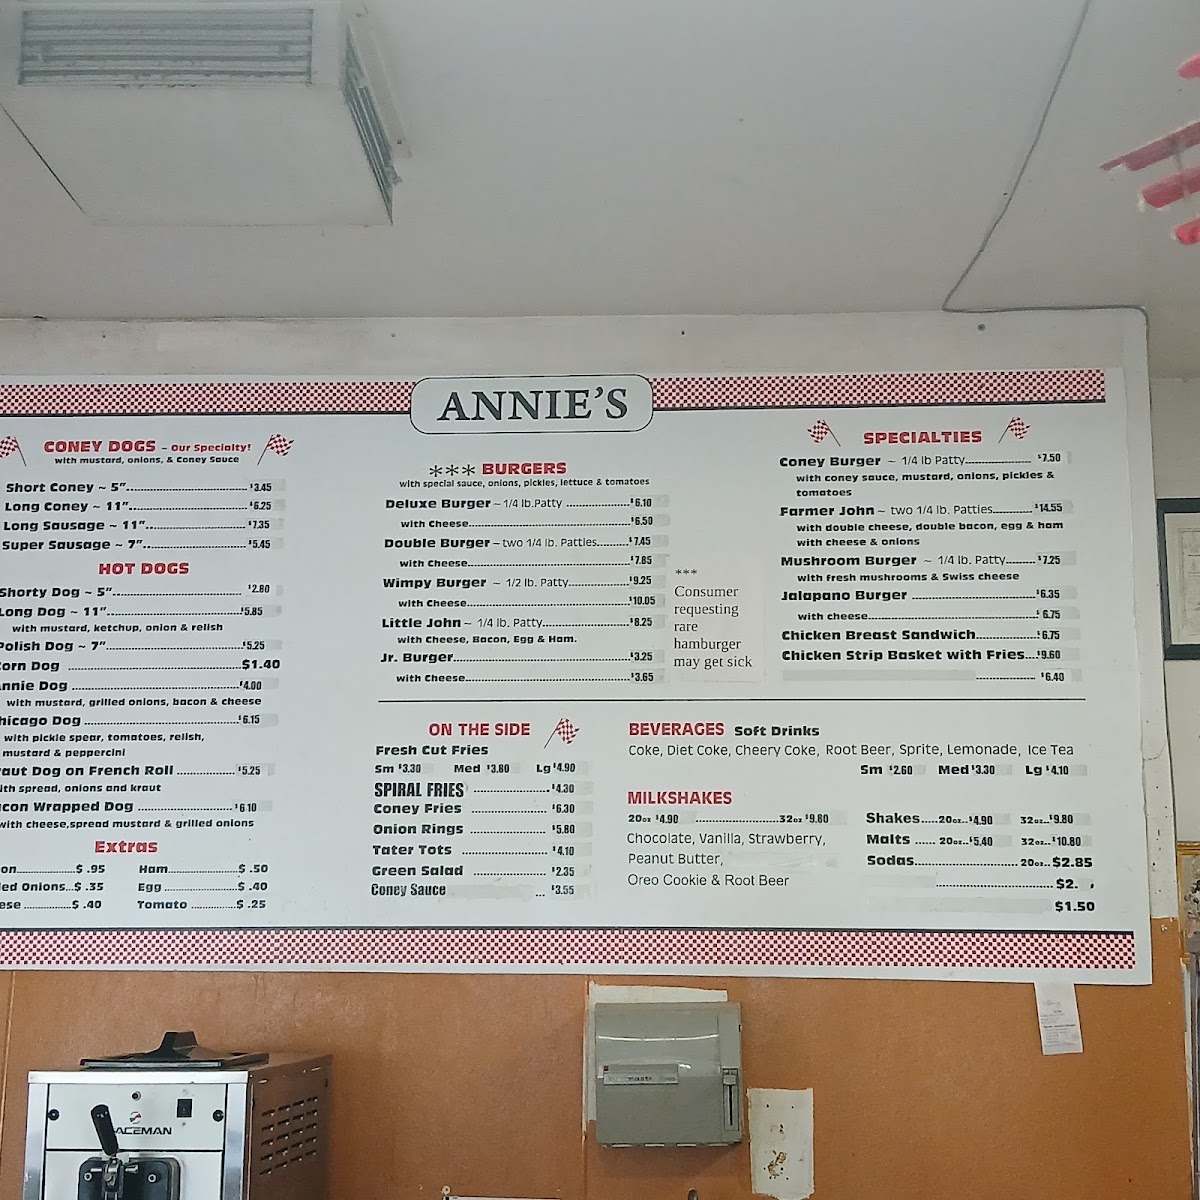 ANNIE'S
CONEY DOGS ~ Our Specialty!
with mustard, onions, & Coney Sauce
Short Coney ~ 5" $3.45
Long Coney ~ 11" $6.25
Long Sausage ~ 11" $7.35
Super Sausage ~ 7" $5.45
HOT DOGS
Shorty Dog ~ 5" $2.80
Long Dog ~ 11" $5.85
with mustard, ketchup, onion & relish
Polish Dog ~ 7" $5.25
orn Dog $1.40
nnie Dog $4.00
with mustard, grilled onions, bacon & cheese
hicago Dog $6.15
with pickle spear, tomatoes, relish,
mustard & peppercini
raut Dog on French Roll $5.25
ith spread, onions and kraut
acon Wrapped Dog $6.10
with cheese,spread mustard & grilled onions
Extras
on $ .95 Ham $ .50
led Onions $ .35 Egg $ .40
ese $ .40 Tomato $ .25
*** BURGERS
with special sauce, onions, pickles, lettuce & tomatoes
Deluxe Burger ~ 1/4 lb.Patty $6.10
with Cheese $6.50
Double Burger ~ two 1/4 lb. Patties $7.45
with Cheese $7.85
Wimpy Burger ~ 1/2 lb. Patty $9.25
with Cheese $10.05
Little John ~ 1/4 lb. Patty $8.25
with Cheese, Bacon, Egg & Ham.
Jr. Burger $3.25
with Cheese $3.65
***
Consumer
requesting
rare
hamburger
may get sick
SPECIALTIES
Coney Burger ~ 1/4 lb Patty $7.50
with coney sauce, mustard, onions, pickles &
tomatoes
Farmer John ~ two 1/4 lb. Patties $14.55
with double cheese, double bacon, egg & ham
with cheese & onions
Mushroom Burger ~ 1/4 lb. Patty $7.25
with fresh mushrooms & Swiss cheese
Jalapano Burger $6.35
with cheese $6.75
Chicken Breast Sandwich $6.75
Chicken Strip Basket with Fries $9.60
$6.40
ON THE SIDE
Fresh Cut Fries
Sm $3.30 Med $3.80 Lg $4.90
SPIRAL FRIES $4.30
Coney Fries $6.30
Onion Rings $5.80
Tater Tots $4.10
Green Salad $2.35
Coney Sauce $3.55
BEVERAGES Soft Drinks
Coke, Diet Coke, Cheery Coke, Root Beer, Sprite, Lemonade, Ice Tea
Sm $2.60 Med $3.30 Lg $4.10
MILKSHAKES
20oz $4.90 32oz $9.80
Chocolate, Vanilla, Strawberry,
Peanut Butter,
Oreo Cookie & Root Beer
Shakes 20oz $4.90 32oz $9.80
Malts 20oz $5.40 32oz $10.80
Sodas 20oz $2.85
$2.
$1.50
ACEMAN